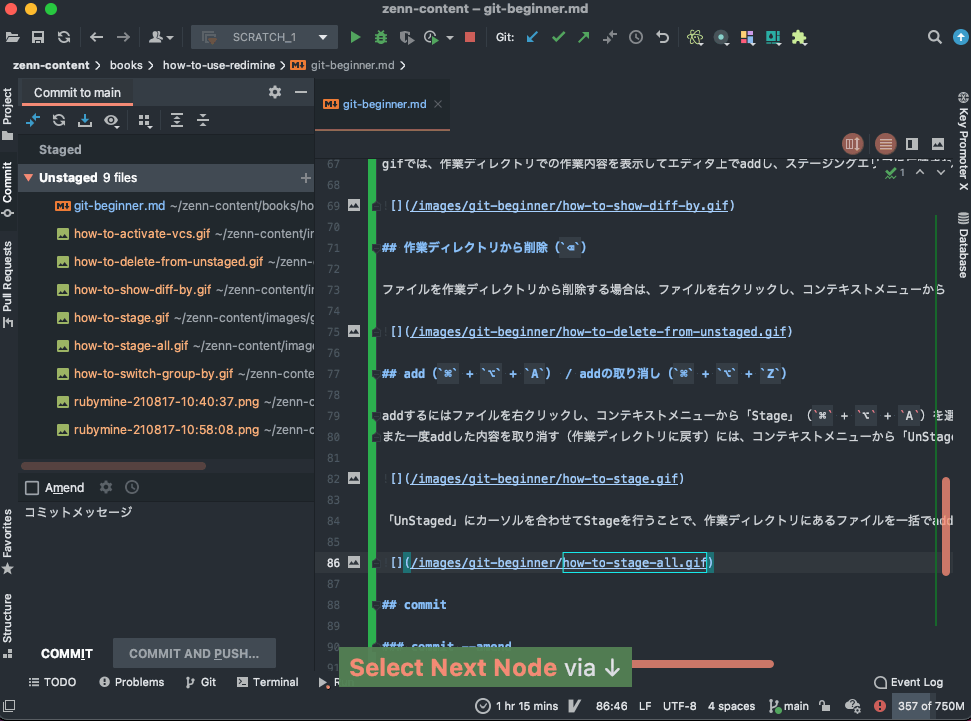 zenn-content – git-beginner.md
SCRATCH_1
Git:
zenn-content > books > how-to-use-redimine > git-beginner.md >
Project
Commit
Pull Requests
Favorites
Structure
Commit to main
Staged
Unstaged 9 files
git-beginner.md ~/zenn-content/books/ho
how-to-activate-vcs.gif ~/zenn-content/im
how-to-delete-from-unstaged.gif ~/zenn-
how-to-show-diff-by.gif ~/zenn-content/in
how-to-stage.gif ~/zenn-content/images/g
how-to-stage-all.gif ~/zenn-content/image
how-to-switch-group-by.gif ~/zenn-conte
rubymine-210817-10:40:37.png ~/zenn-c
rubymine-210817-10:58:08.png ~/zenn-c
Amend
コミットメッセージ
COMMIT
COMMIT AND PUSH...
git-beginner.md
1
67 gifでは、作業ディレクトリでの作業内容を表示してエディタ上でaddし、ステージングエリアに
68
69 [](/images/git-beginner/how-to-show-diff-by.gif)
70
71 ## 作業ディレクトリから削除（`⌫`）
72
73 ファイルを作業ディレクトリから削除する場合は、ファイルを右クリックし、コンテキストメニューから
74
75 [](/images/git-beginner/how-to-delete-from-unstaged.gif)
76
77 ## add（`⌘` + `⌥` + `A`） / addの取り消し（`⌘` + `⌥` + `Z`）
78
79 addするにはファイルを右クリックし、コンテキストメニューから「Stage」（`⌘` + `⌥` + `A`）を選
80 また一度addした内容を取り消す（作業ディレクトリに戻す）には、コンテキストメニューから「UnStag
81
82 [](/images/git-beginner/how-to-stage.gif)
83
84 「UnStaged」にカーソルを合わせてStageを行うことで、作業ディレクトリにあるファイルを一括でadd
85
86 [](/images/git-beginner/how-to-stage-all.gif)
87
88 ## commit
89
90 ### commit --amend
91
Key Promoter X
Database
Select Next Node via ↓
TODO
Problems
Git
Terminal
R
Event Log
1 hr 15 mins
86:46
LF
UTF-8
4 spaces
main
357 of 750M